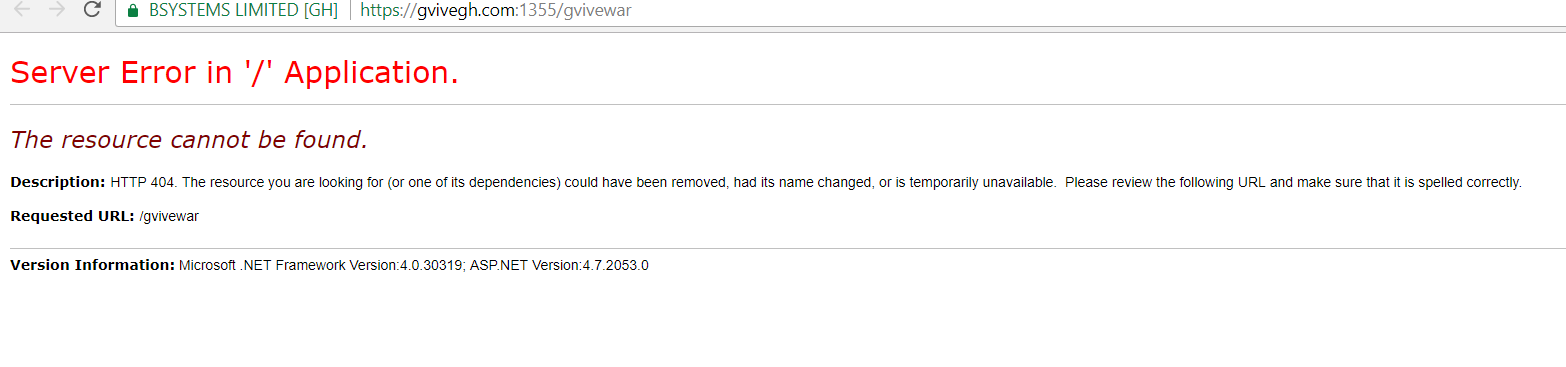 BSYSTEMS LIMITED [GH] https://gvivegh.com:1355/gvivewar
Server Error in '/' Application.
The resource cannot be found.
Description: HTTP 404. The resource you are looking for (or one of its dependencies) could have been removed, had its name changed, or is temporarily unavailable.  Please review the following URL and make sure that it is spelled correctly.
Requested URL: /gvivewar
Version Information: Microsoft .NET Framework Version:4.0.30319; ASP.NET Version:4.7.2053.0